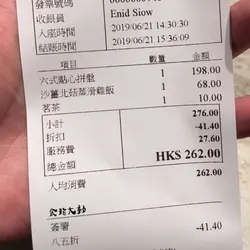 發票號碼
收銀員 Enid Siow
入座時間 2019/06/21 14:30:30
結賬時間 2019/06/21 15:36:09
項目 數量 金額
六式點心拼盤 1 198.00
沙薑北菇蒸滑雞飯 1 68.00
茗茶 1 10.00
小計 276.00
折扣 -41.40
服務費 27.60
總金額 HK$ 262.00
人均消費 262.00
簽署 -41.40
八五折